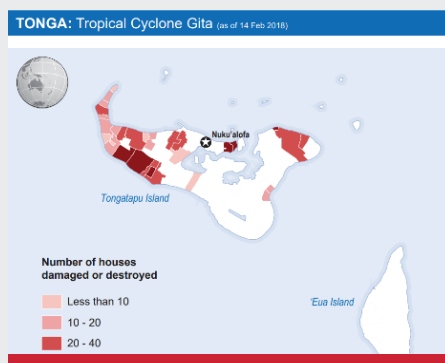 TONGA: Tropical Cyclone Gita (as of 14 Feb 2018)
Nuku'alofa
Tongatapu Island
'Eua Island
Number of houses
damaged or destroyed
Less than 10
10 - 20
20 - 40